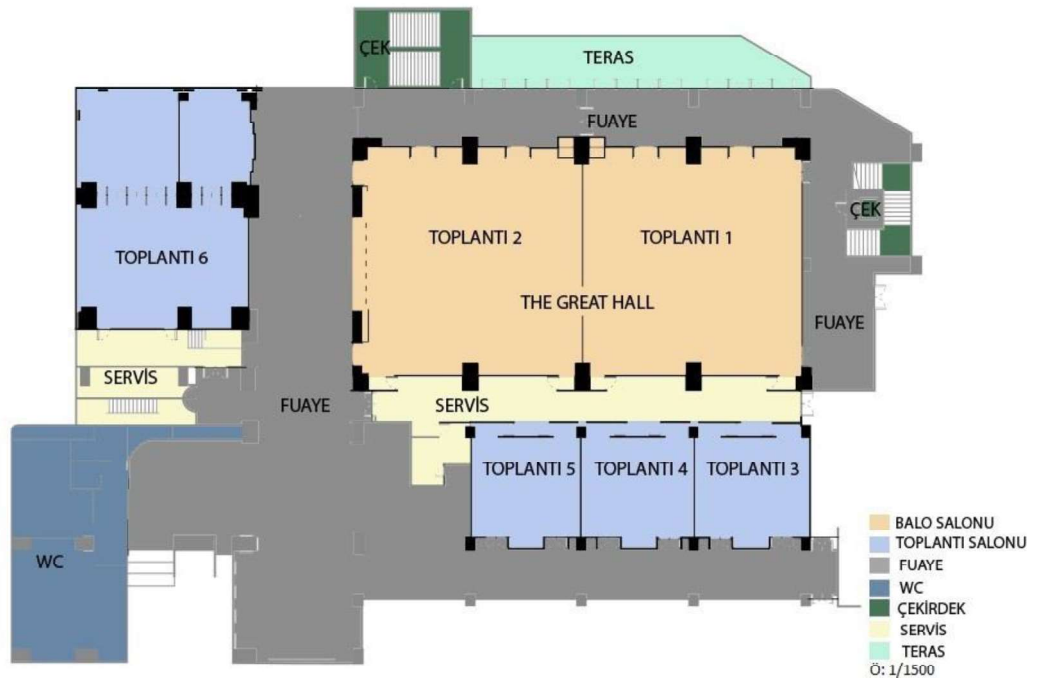 ÇEK
TERAS
FUAYE
ÇEK
TOPLANTI 2
TOPLANTI 1
TOPLANTI 6
THE GREAT HALL
FUAYE
SERVİS
FUAYE
SERVİS
TOPLANTI 5
TOPLANTI 4
TOPLANTI 3
WC
BALO SALONU
TOPLANTI SALONU
FUAYE
WC
ÇEKİRDEK
SERVİS
TERAS
Ö: 1/1500